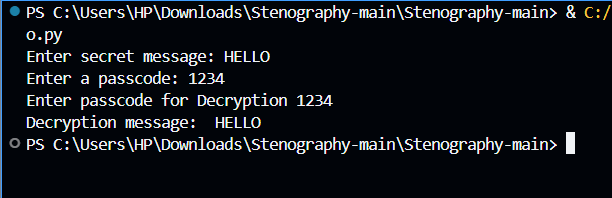 PS C:\Users\HP\Downloads\Stenography-main\Stenography-main> & C:/
o.py
Enter secret message: HELLO
Enter a passcode: 1234
Enter passcode for Decryption 1234
Decryption message:  HELLO
PS C:\Users\HP\Downloads\Stenography-main\Stenography-main>